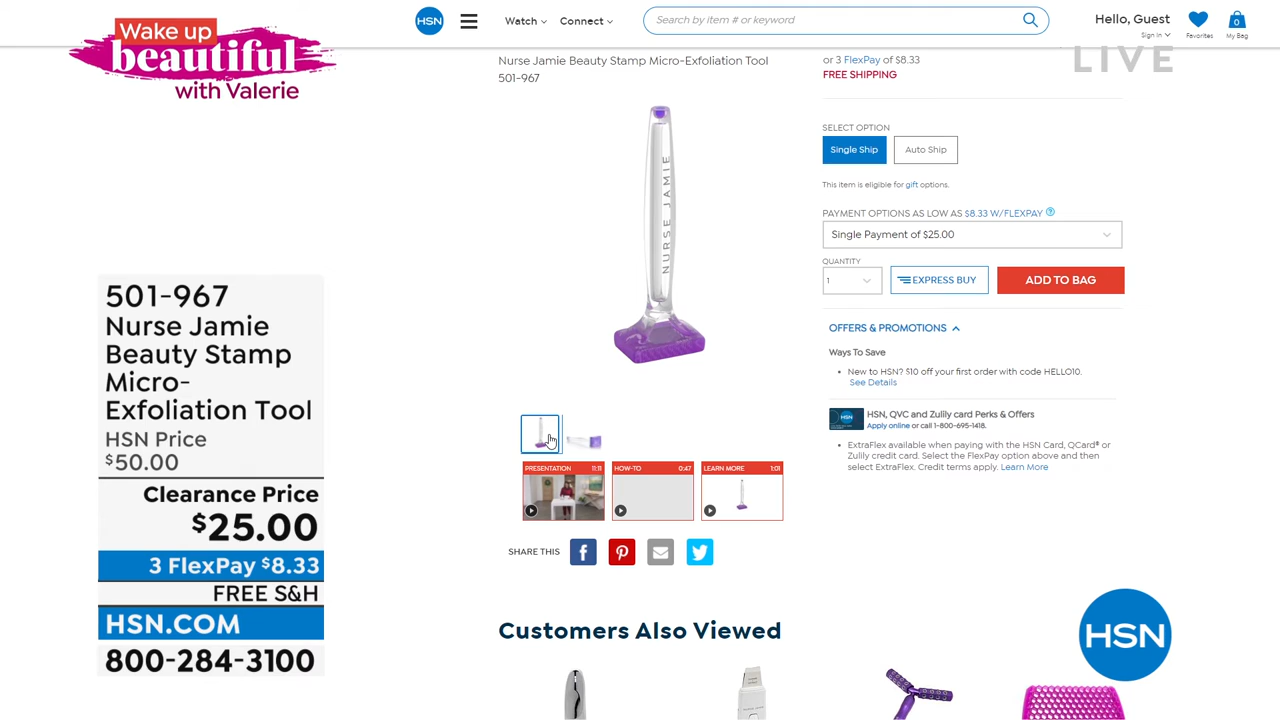 Wake up
beautiful
with Valerie
HSN
Watch
Connect
Search by item # or keyword
Hello, Guest
Sign In
Favorites
0
My Bag
LIVE
Nurse Jamie Beauty Stamp Micro-Exfoliation Tool
501-967
or 3 FlexPay of $8.33
FREE SHIPPING
NURSE JAMIE
SELECT OPTION
Single Ship
Auto Ship
This item is eligible for gift options.
PAYMENT OPTIONS AS LOW AS $8.33 W/FLEXPAY ?
Single Payment of $25.00
QUANTITY
1
EXPRESS BUY
ADD TO BAG
OFFERS & PROMOTIONS
Ways To Save
• New to HSN? $10 off your first order with code HELLO10.
See Details
HSN, QVC and Zulily card Perks & Offers
Apply online or call 1-800-695-1418.
• ExtraFlex available when paying with the HSN Card, QCard® or
Zulily credit card. Select the FlexPay option above and then
select ExtraFlex. Credit terms apply. Learn More
501-967
Nurse Jamie
Beauty Stamp
Micro-
Exfoliation Tool
HSN Price
$50.00
Clearance Price
$25.00
3 FlexPay $8.33
FREE S&H
HSN.COM
800-284-3100
PRESENTATION 11:11
HOW-TO 0:47
LEARN MORE 1:01
SHARE THIS
Customers Also Viewed
HSN